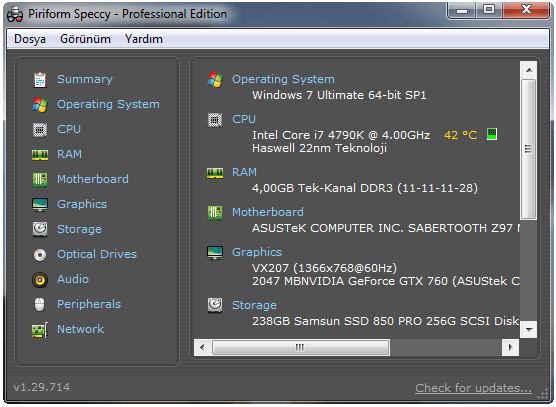 Piriform Speccy - Professional Edition
Dosya Görünüm Yardım
Summary
Operating System
CPU
RAM
Motherboard
Graphics
Storage
Optical Drives
Audio
Peripherals
Network
Operating System
Windows 7 Ultimate 64-bit SP1
CPU
Intel Core i7 4790K @ 4.00GHz 42 °C
Haswell 22nm Teknoloji
RAM
4,00GB Tek-Kanal DDR3 (11-11-11-28)
Motherboard
ASUSTeK COMPUTER INC. SABERTOOTH Z97
Graphics
VX207 (1366x768@60Hz)
2047 MBNVIDIA GeForce GTX 760 (ASUStek C
Storage
238GB Samsun SSD 850 PRO 256G SCSI Disk
v1.29.714
Check for updates...